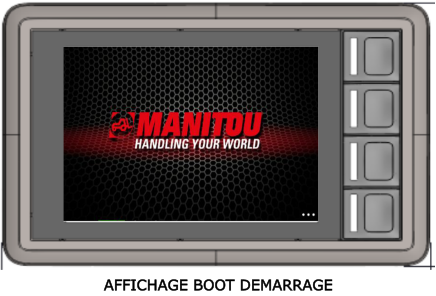 MANITOU
HANDLING YOUR WORLD
...
AFFICHAGE BOOT DEMARRAGE